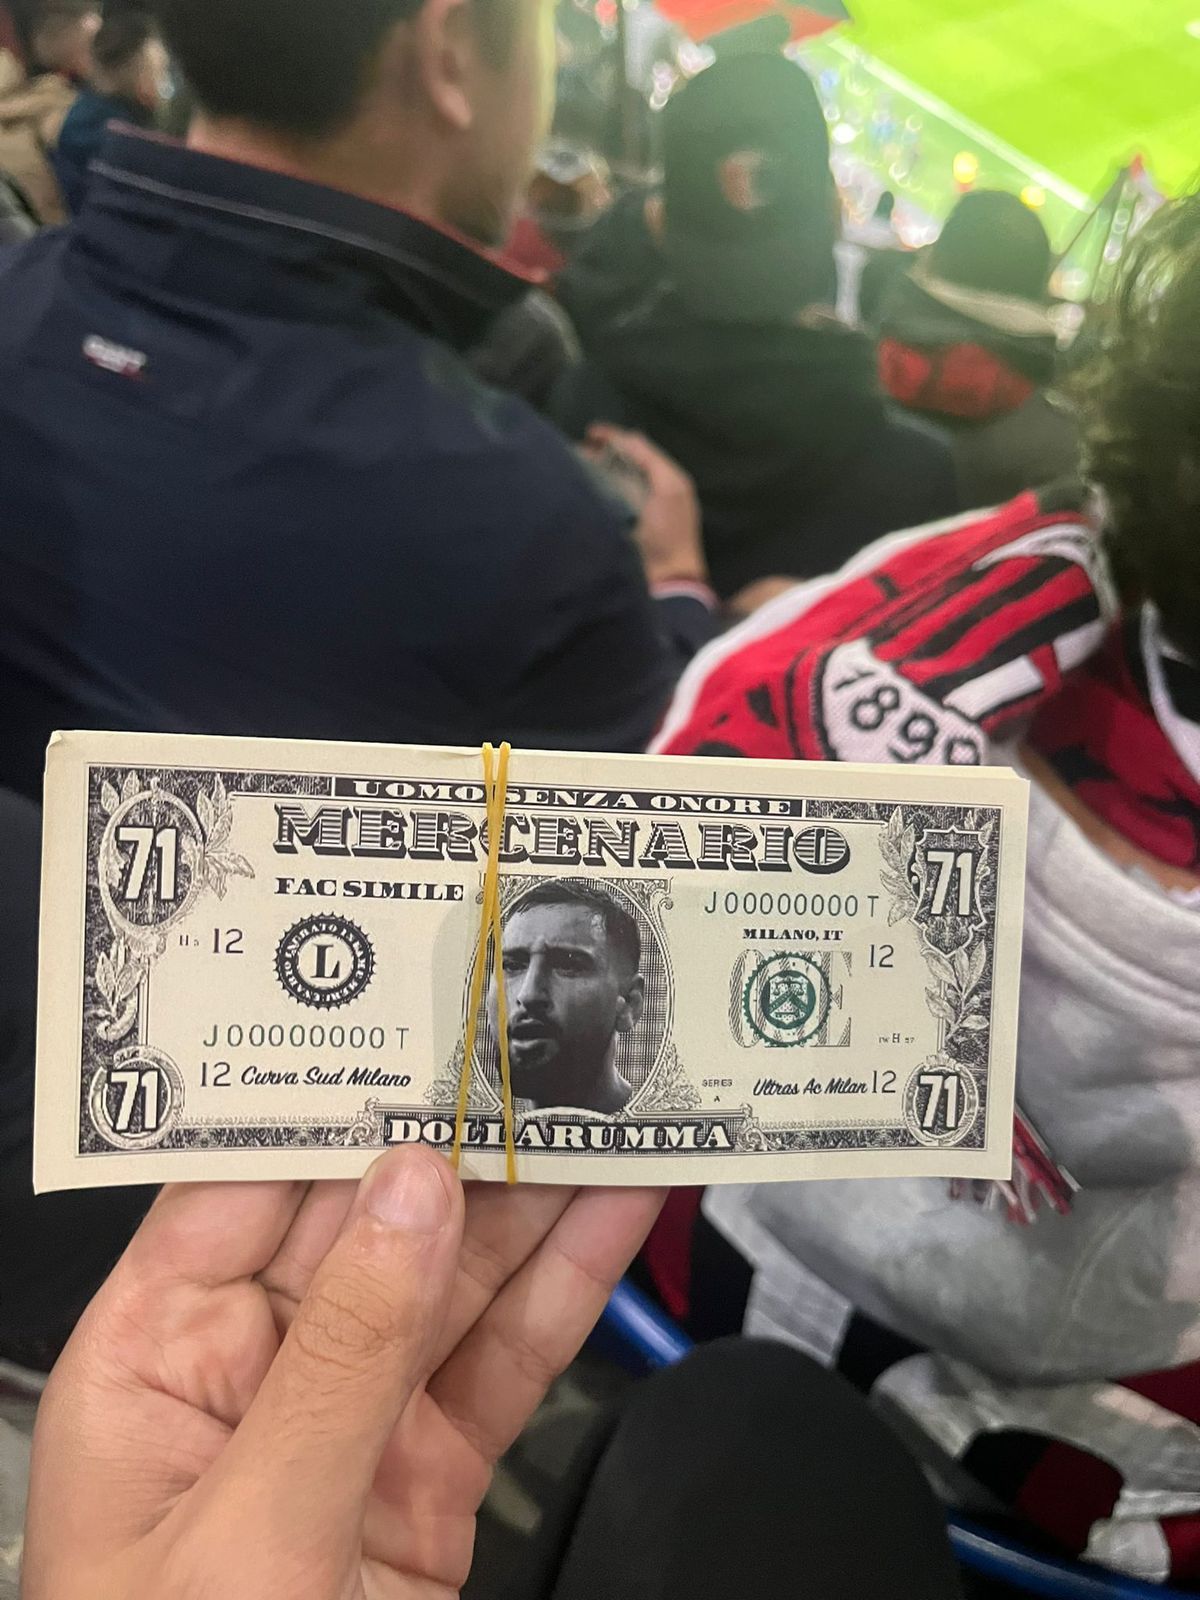 1899
UOMO SENZA ONORE
MERCENARIO
71
71
FAC SIMILE
J00000000T
MILANO, IT
12
L
12
J00000000T
12 Curva Sud Milano
SERIES
A
Ultras Ac Milan 12
71
71
DOLLARUMMA